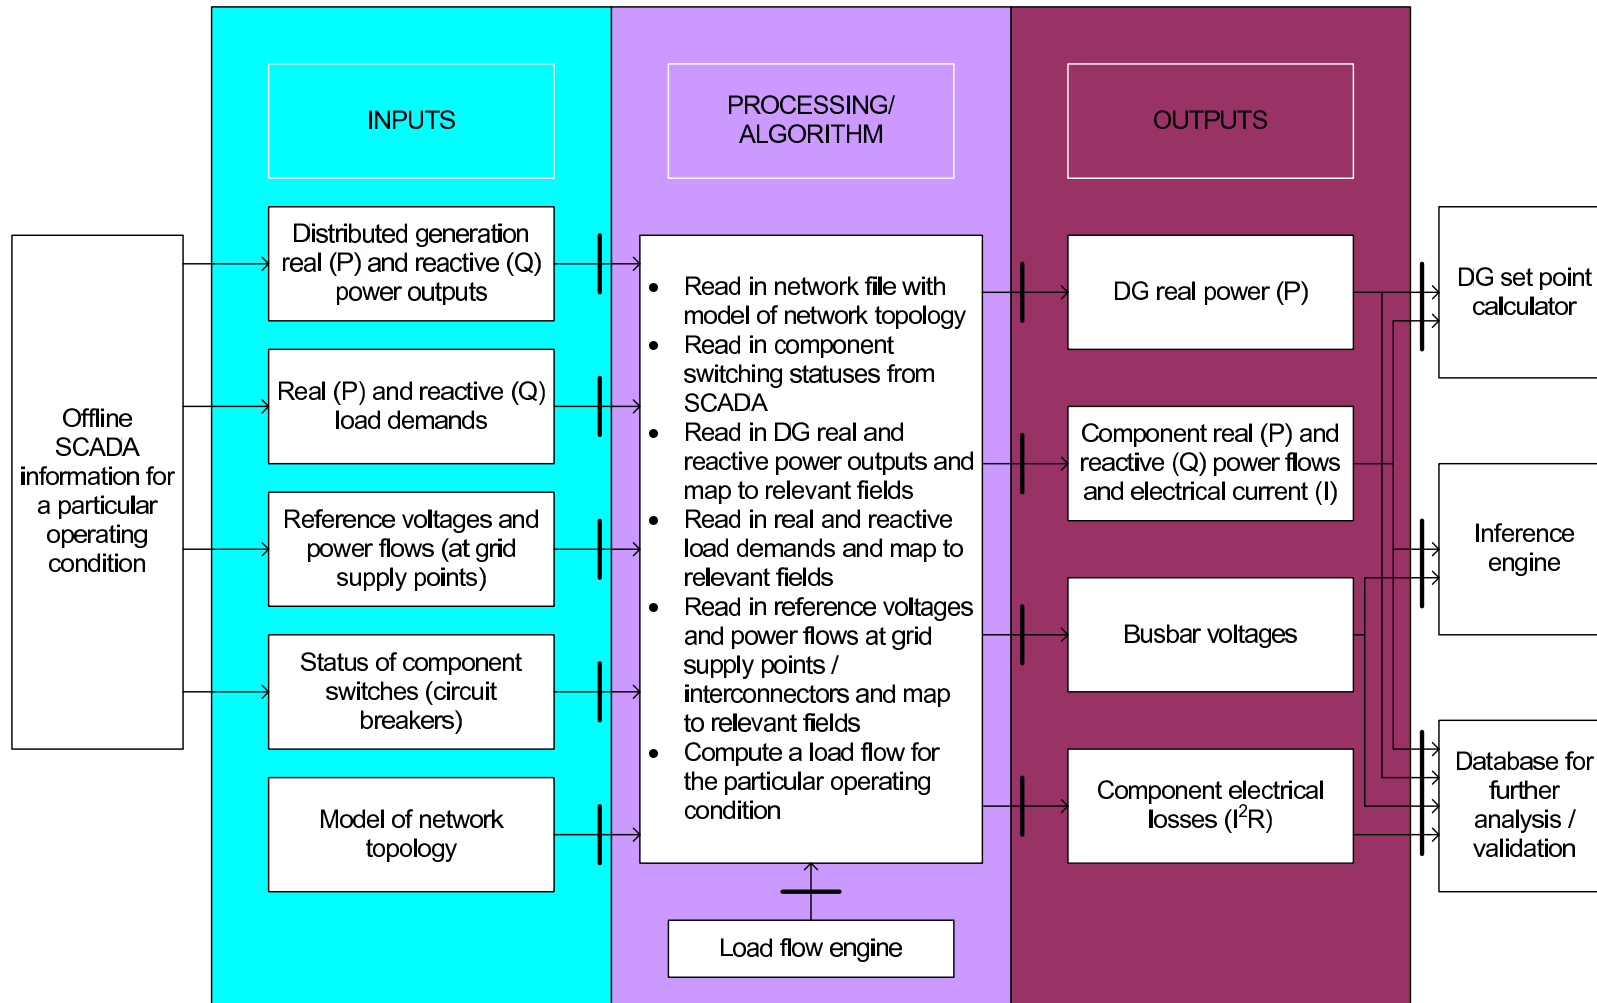 INPUTS
PROCESSING/
ALGORITHM
OUTPUTS
Offline
SCADA
information for
a particular
operating
condition
Distributed generation
real (P) and reactive (Q)
power outputs
Real (P) and reactive (Q)
load demands
Reference voltages and
power flows (at grid
supply points)
Status of component
switches (circuit
breakers)
Model of network
topology
• Read in network file with
model of network topology
• Read in component
switching statuses from
SCADA
• Read in DG real and
reactive power outputs and
map to relevant fields
• Read in real and reactive
load demands and map to
relevant fields
• Read in reference voltages
and power flows at grid
supply points /
interconnectors and map
to relevant fields
• Compute a load flow for
the particular operating
condition
Load flow engine
DG real power (P)
Component real (P) and
reactive (Q) power flows
and electrical current (I)
Busbar voltages
Component electrical
losses (I²R)
DG set point
calculator
Inference
engine
Database for
further
analysis /
validation